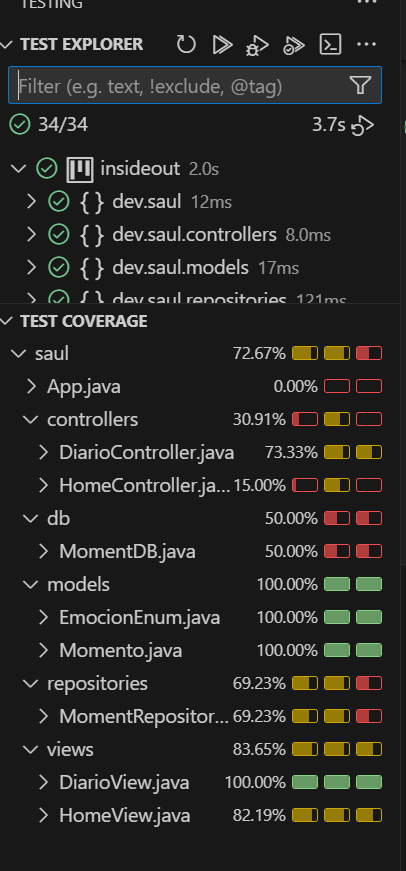 TESTING
TEST EXPLORER
Filter (e.g. text, !exclude, @tag)
34/34 3.7s
insideout 2.0s
{ } dev.saul 12ms
{ } dev.saul.controllers 8.0ms
{ } dev.saul.models 17ms
{ } dev.saul.repositories 121ms
TEST COVERAGE
saul 72.67%
App.java 0.00%
controllers 30.91%
DiarioController.java 73.33%
HomeController.ja... 15.00%
db 50.00%
MomentDB.java 50.00%
models 100.00%
EmocionEnum.java 100.00%
Momento.java 100.00%
repositories 69.23%
MomentRepositor... 69.23%
views 83.65%
DiarioView.java 100.00%
HomeView.java 82.19%